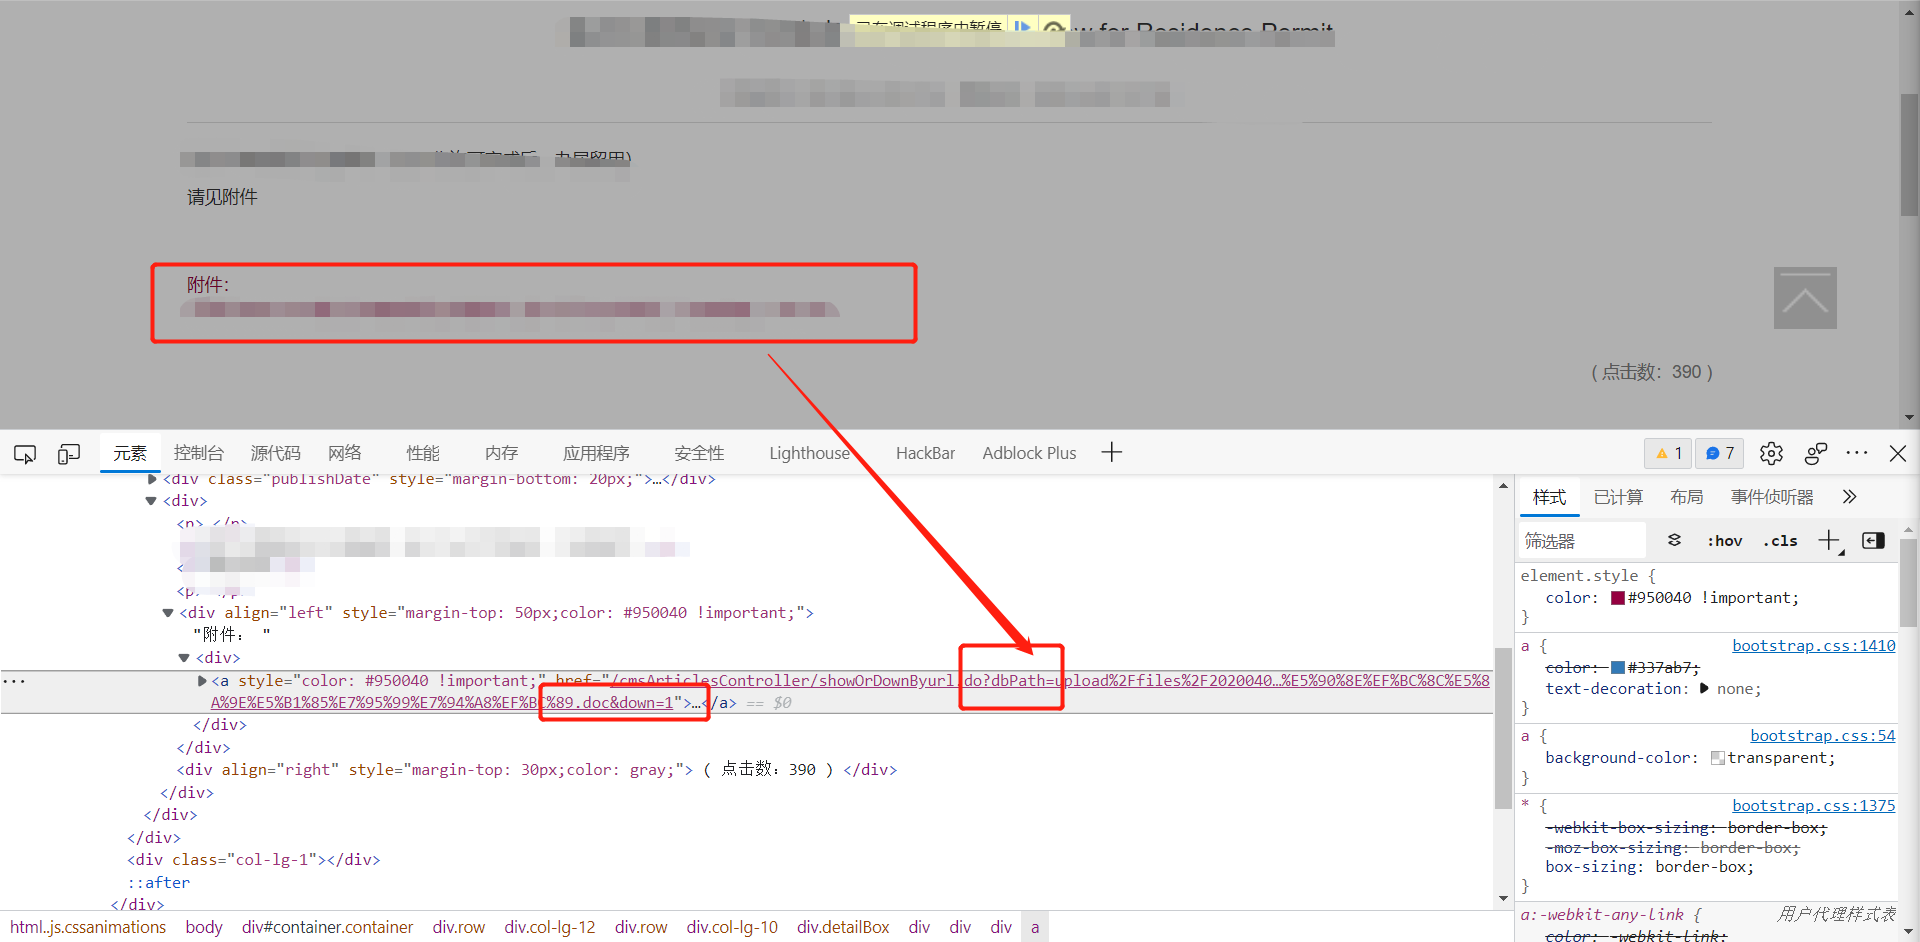 已在调试程序中暂停
w for Residence Permit
请见附件
附件:
( 点击数: 390 )
元素 控制台 源代码 网络 性能 内存 应用程序 安全性 Lighthouse HackBar Adblock Plus
1 7
<div class="publishDate" style="margin-bottom: 20px;">…</div>
<div>
<p> </p>
<
<p> </p>
<div align="left" style="margin-top: 50px;color: #950040 !important;">
"附件: "
<div>
··· <a style="color: #950040 !important;" href="/cmsArticlesController/showOrDownByurl.do?dbPath=upload%2Ffiles%2F2020040…%E5%90%8E%EF%BC%8C%E5%8
A%9E%E5%B1%85%E7%95%99%E7%94%A8%EF%BC%89.doc&down=1">…</a> == $0
</div>
</div>
<div align="right" style="margin-top: 30px;color: gray;"> ( 点击数: 390 ) </div>
</div>
</div>
</div>
<div class="col-lg-1"></div>
::after
</div>
html.js.cssanimations body div#container.container div.row div.col-lg-12 div.row div.col-lg-10 div.detailBox div div div a
样式 已计算 布局 事件侦听器
筛选器 :hov .cls
element.style {
color: #950040 !important;
}
a { bootstrap.css:1410
color: #337ab7;
text-decoration: none;
}
a { bootstrap.css:54
background-color: transparent;
}
* { bootstrap.css:1375
-webkit-box-sizing: border-box;
-moz-box-sizing: border-box;
box-sizing: border-box;
}
a:-webkit-any-link { 用户代理样式表
color: -webkit-link;